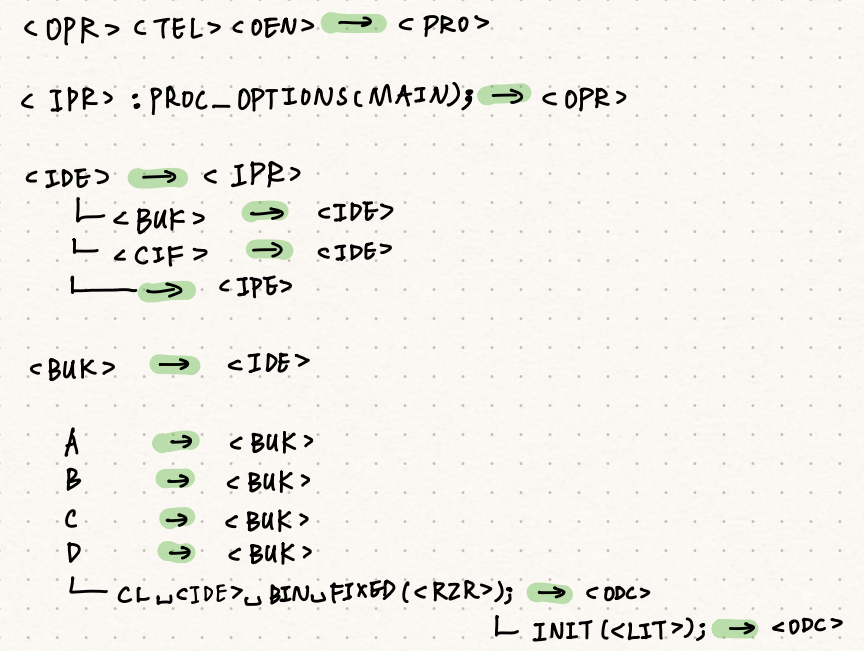 <OPR> <TEL> <OEN> → <PRO>
<IPR> :PROC_OPTIONS(MAIN); → <OPR>
<IDE> → <IPR>
└ <BUK> → <IDE>
└ <CIF> → <IDE>
└── → <IPE>
<BUK> → <IDE>
A → <BUK>
B → <BUK>
C → <BUK>
D → <BUK>
└ CL␣<IDE>␣BIN␣FIXED(<RZR>); → <ODC>
└ INIT(<LIT>); → <ODC>